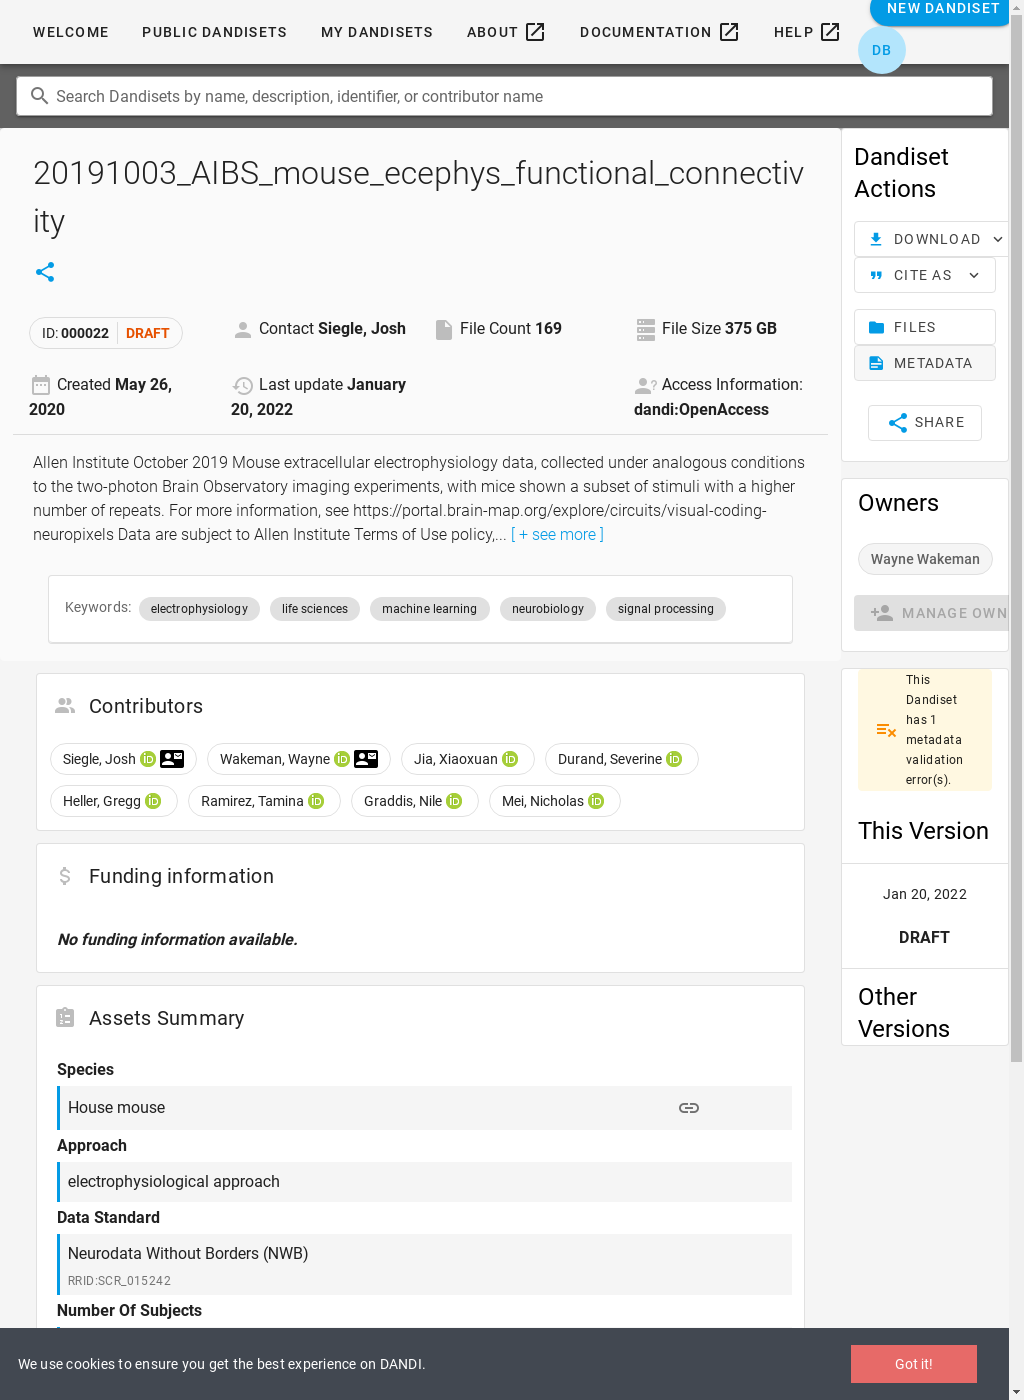 WELCOME PUBLIC DANDISETS MY DANDISETS ABOUT DOCUMENTATION HELP NEW DANDISET
DB
Search Dandisets by name, description, identifier, or contributor name
20191003_AIBS_mouse_ecephys_functional_connectiv
ity
ID: 000022 DRAFT
Contact Siegle, Josh
File Count 169
File Size 375 GB
Created May 26,
2020
Last update January
20, 2022
Access Information:
dandi:OpenAccess
Allen Institute October 2019 Mouse extracellular electrophysiology data, collected under analogous conditions
to the two-photon Brain Observatory imaging experiments, with mice shown a subset of stimuli with a higher
number of repeats. For more information, see https://portal.brain-map.org/explore/circuits/visual-coding-
neuropixels Data are subject to Allen Institute Terms of Use policy,... [ + see more ]
Keywords: electrophysiology life sciences machine learning neurobiology signal processing
Contributors
Siegle, Josh iD Wakeman, Wayne iD Jia, Xiaoxuan iD Durand, Severine iD
Heller, Gregg iD Ramirez, Tamina iD Graddis, Nile iD Mei, Nicholas iD
Funding information
No funding information available.
Assets Summary
Species
House mouse
Approach
electrophysiological approach
Data Standard
Neurodata Without Borders (NWB)
RRID:SCR_015242
Number Of Subjects
Dandiset
Actions
DOWNLOAD
CITE AS
FILES
METADATA
SHARE
Owners
Wayne Wakeman
MANAGE OWN
This
Dandiset
has 1
metadata
validation
error(s).
This Version
Jan 20, 2022
DRAFT
Other
Versions
We use cookies to ensure you get the best experience on DANDI.
Got it!